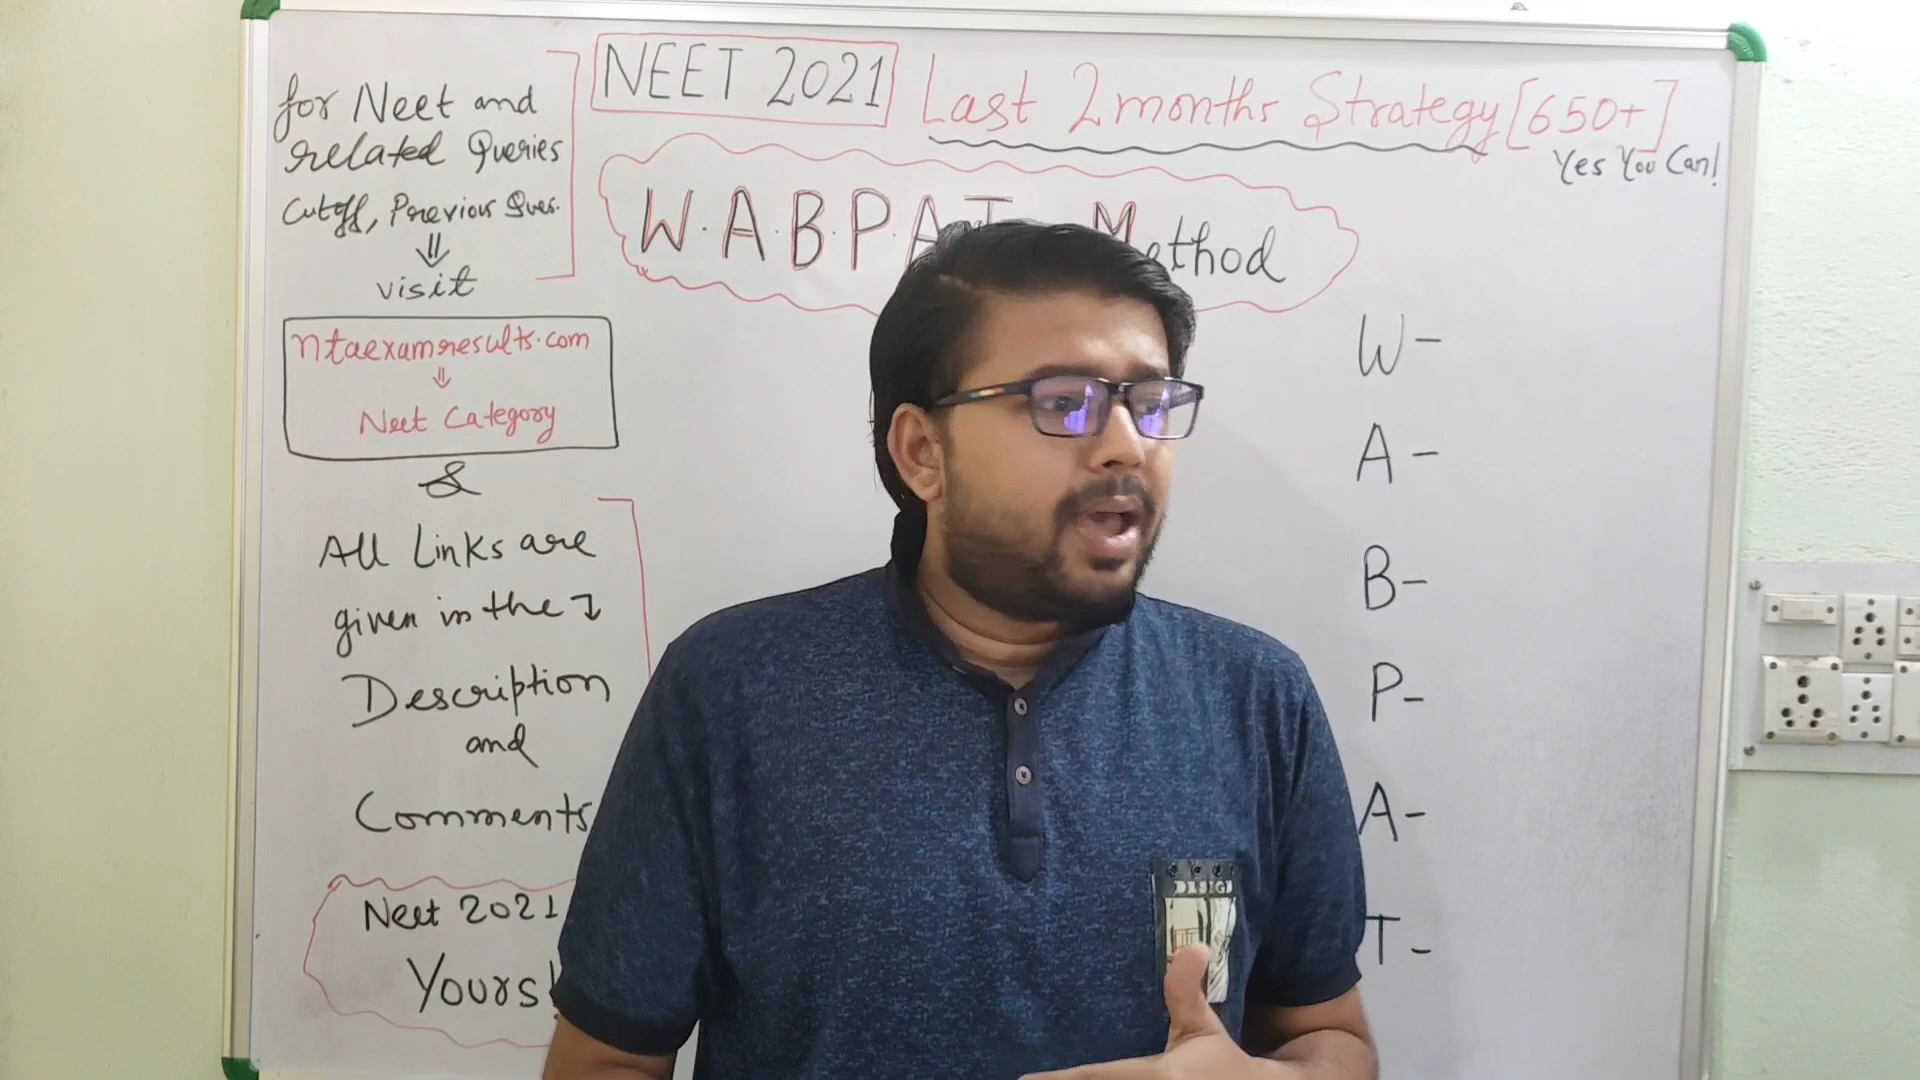 for Neet and
related Queries
Cutoff, Previous Ques.
⇓
visit
ntaexamresults.com
⇓
Neet Category
&
All Links are
given in the
Description
and
Comments
Neet 2021
Yours!
NEET 2021
Last 2 months Strategy [650+]
Yes You Can!
W.A.B.P.A.T. Method
W-
A-
B-
P-
A-
T-